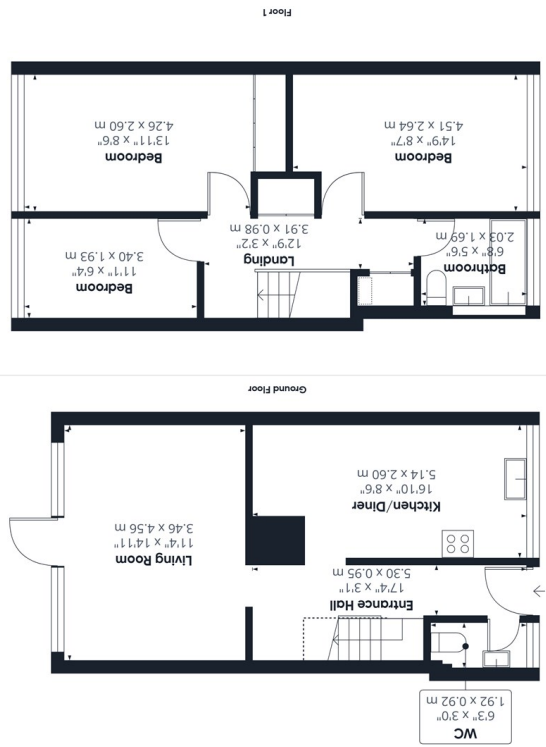 WC
6'3" x 3'0"
1.92 x 0.92 m
Entrance Hall
17'4" x 3'1"
5.30 x 0.95 m
Living Room
11'4" x 14'11"
3.46 x 4.56 m
Kitchen/Diner
16'10" x 8'6"
5.14 x 2.60 m
Ground Floor
Bathroom
6'8" x 5'6"
2.03 x 1.69 m
Landing
12'9" x 3'2"
3.91 x 0.98 m
Bedroom
11'1" x 6'4"
3.40 x 1.93 m
Bedroom
14'9" x 8'7"
4.51 x 2.64 m
Bedroom
13'11" x 8'6"
4.26 x 2.60 m
Floor 1